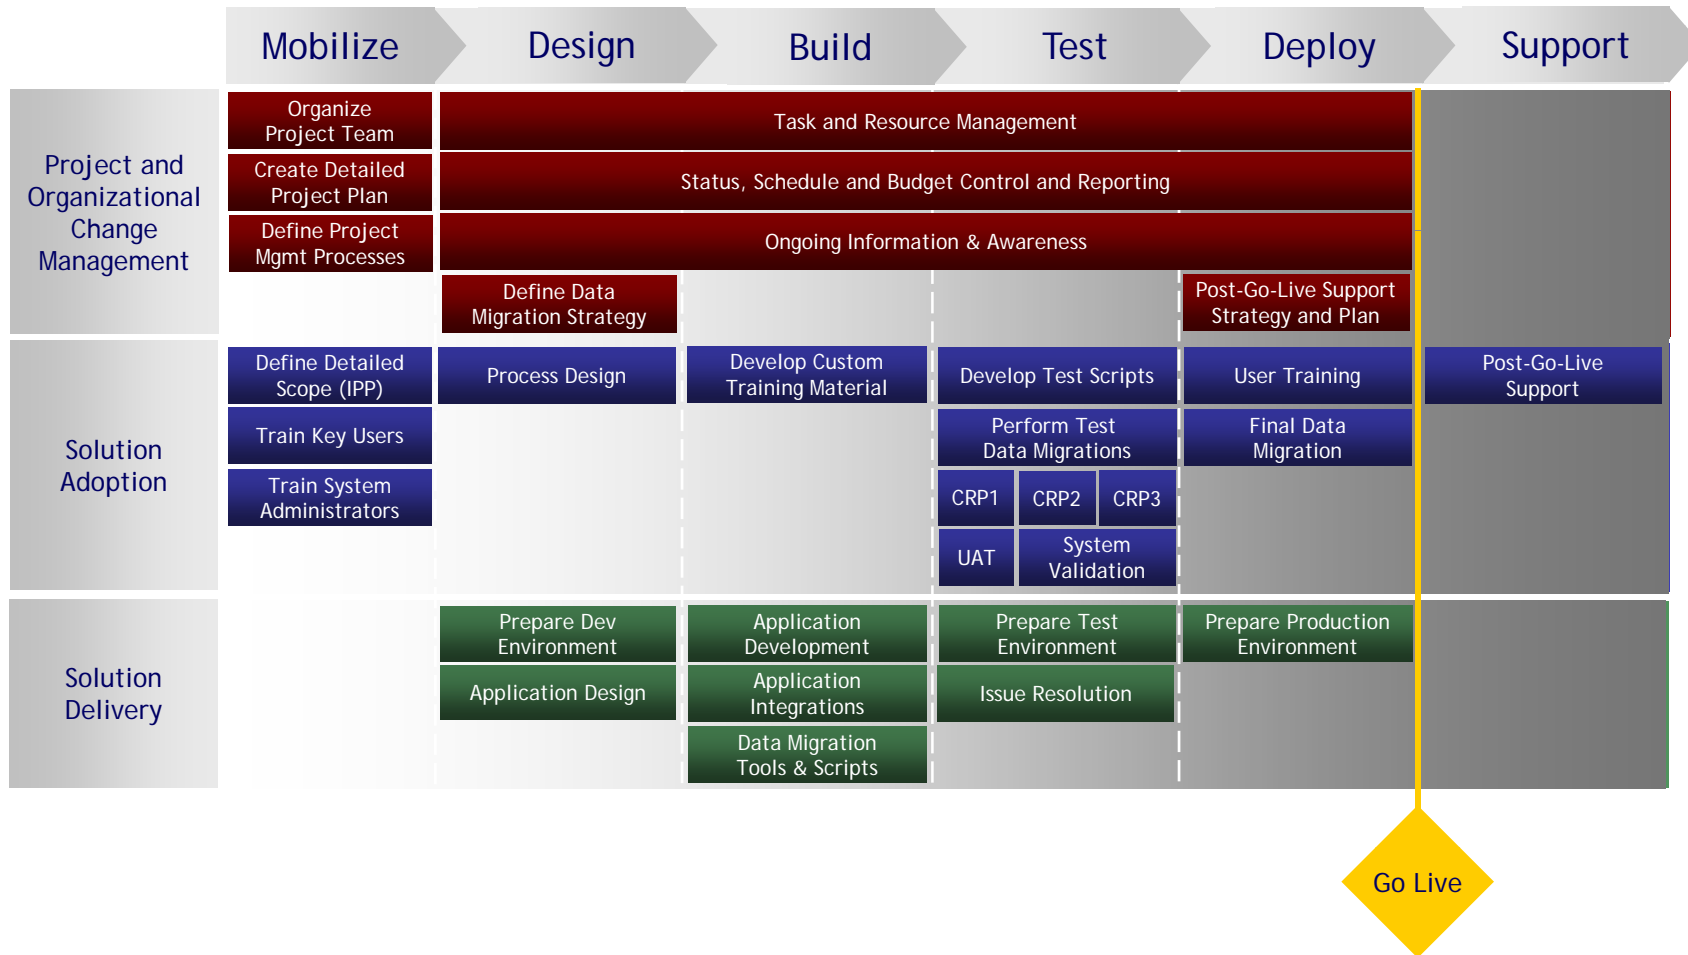 Mobilize
Design
Build
Test
Deploy
Support
Project and
Organizational
Change
Management
Organize
Project Team
Task and Resource Management
Create Detailed
Project Plan
Status, Schedule and Budget Control and Reporting
Define Project
Mgmt Processes
Ongoing Information & Awareness
Define Data
Migration Strategy
Post-Go-Live Support
Strategy and Plan
Solution
Adoption
Define Detailed
Scope (IPP)
Process Design
Develop Custom
Training Material
Develop Test Scripts
User Training
Post-Go-Live
Support
Train Key Users
Perform Test
Data Migrations
Final Data
Migration
Train System
Administrators
CRP1
CRP2
CRP3
UAT
System
Validation
Solution
Delivery
Prepare Dev
Environment
Application
Development
Prepare Test
Environment
Prepare Production
Environment
Application Design
Application
Integrations
Issue Resolution
Data Migration
Tools & Scripts
Go Live